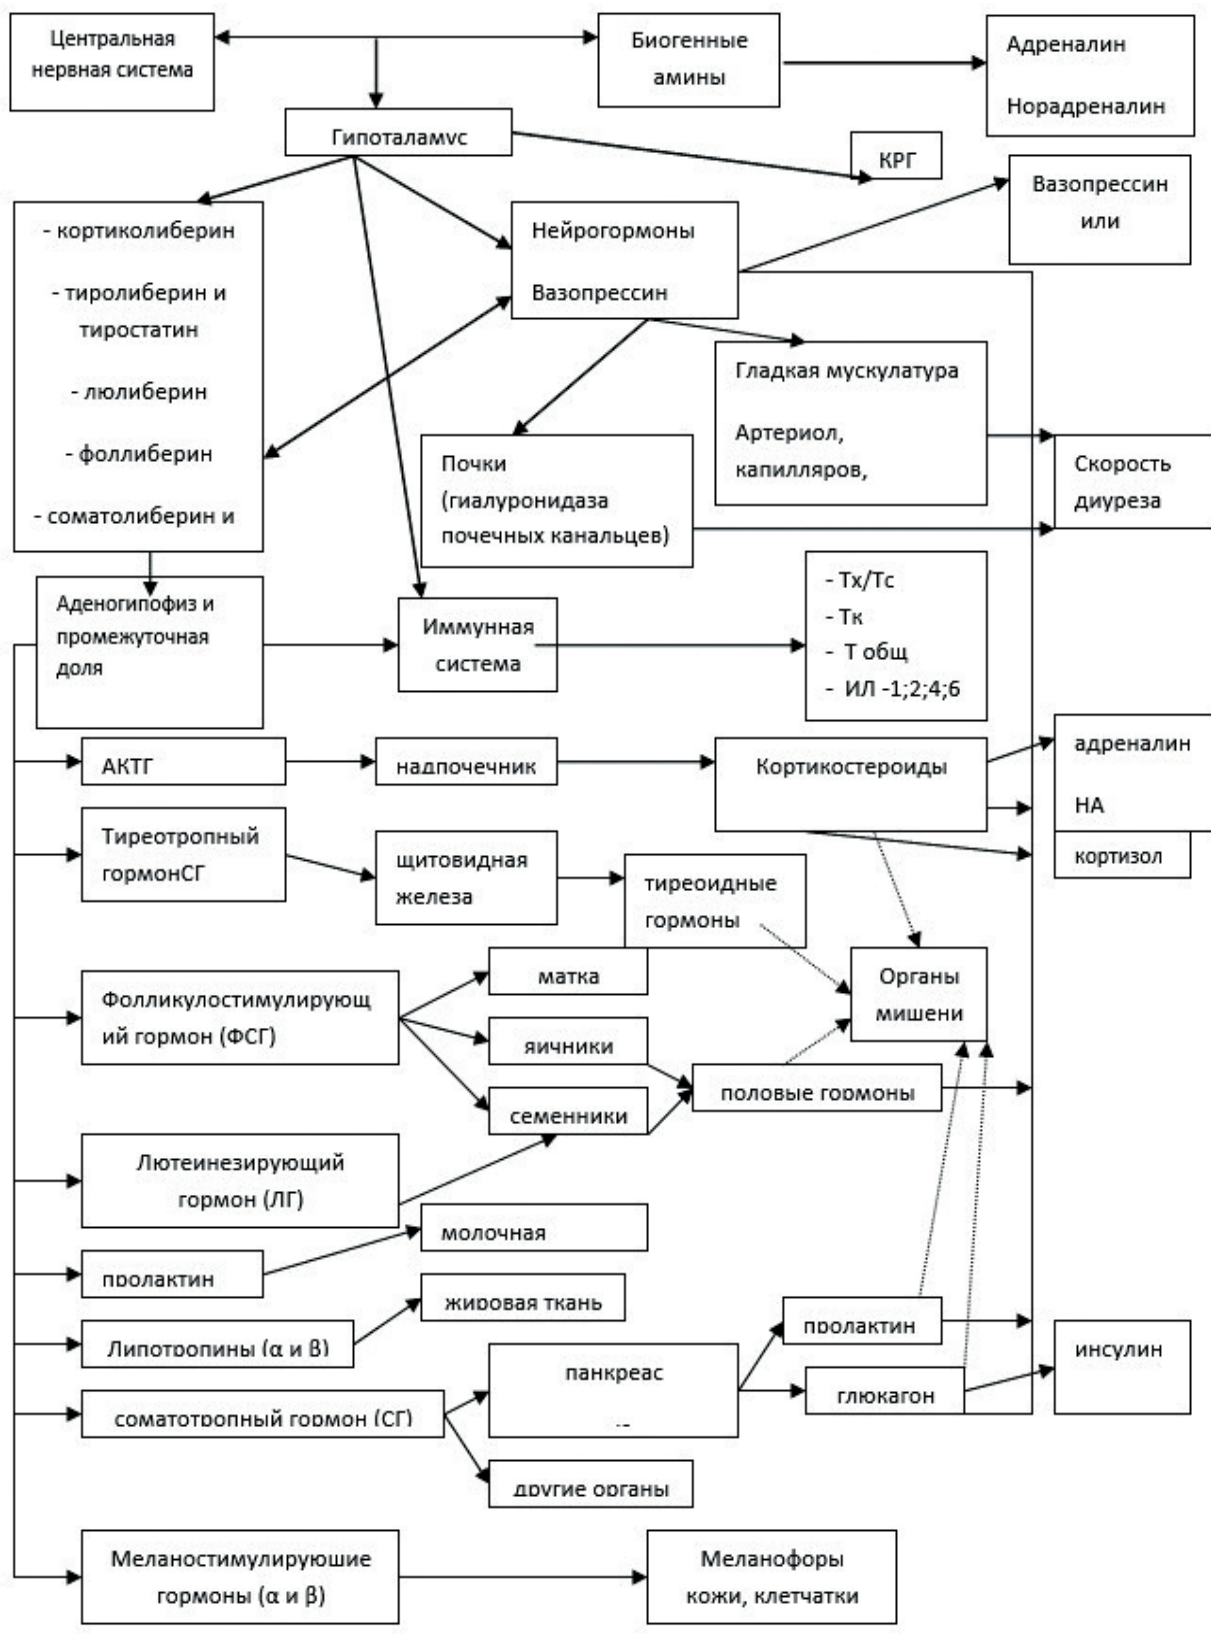 Центральная
нервная система
Биогенные
амины
Адреналин
Норадреналин
Гипоталамус
КРГ
Вазопрессин
или
- кортиколиберин
- тиролиберин и
тиростатин
- люлиберин
- фоллиберин
- соматолиберин и
Нейрогормоны
Вазопрессин
Гладкая мускулатура
Артериол,
капилляров,
Почки
(гиалуронидаза
почечных канальцев)
Скорость
диуреза
Аденогипофиз и
промежуточная
доля
Иммунная
система
- Тх/Тс
- Тк
- Т общ
- ИЛ -1;2;4;6
АКТГ
надпочечник
Кортикостероиды
адреналин
НА
кортизол
Тиреотропный
гормонСГ
щитовидная
железа
тиреоидные
гормоны
Органы
мишени
Фолликулостимулирующ
ий гормон (ФСГ)
матка
яичники
семенники
половые гормоны
Лютеинезирующий
гормон (ЛГ)
молочная
пролактин
жировая ткань
Липотропины (α и β)
пролактин
инсулин
панкреас
глюкагон
соматотропный гормон (СГ)
другие органы
Меланостимулирующие
гормоны (α и β)
Меланофоры
кожи, клетчатки